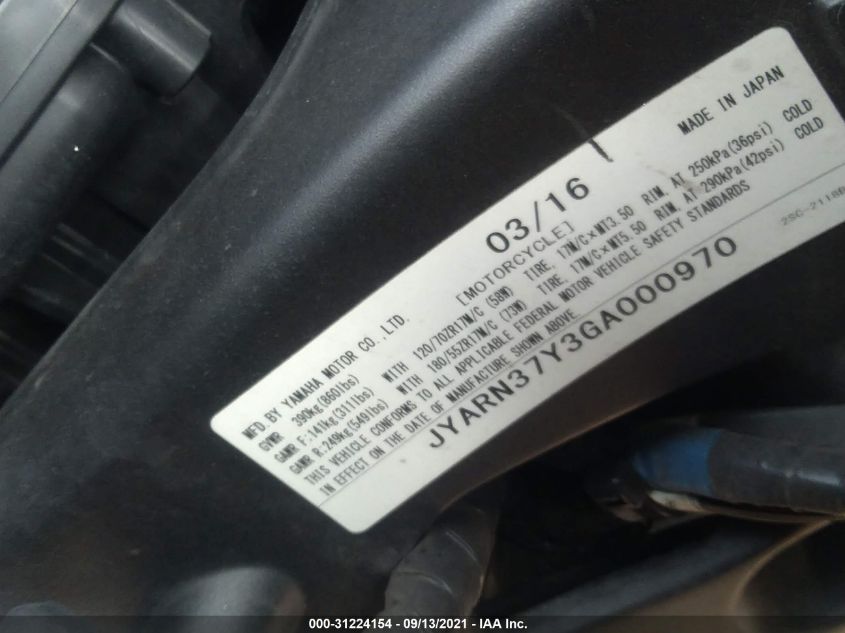 MADE IN JAPAN
03/16
[MOTORCYCLE]
MFD.BY YAMAHA MOTOR CO.,LTD.
GVWR 390kg(860lbs)
GAWR F:141kg(311lbs) WITH 120/70ZR17M/C (58W) TIRE, 17M/C×MT3.50 RIM, AT 250kPa(36psi) COLD
GAWR R:249kg(549lbs) WITH 180/55ZR17M/C (73W) TIRE, 17M/C×MT5.50 RIM, AT 290kPa(42psi) COLD
THIS VEHICLE CONFORMS TO ALL APPLICABLE FEDERAL MOTOR VEHICLE SAFETY STANDARDS
IN EFFECT ON THE DATE OF MANUFACTURE SHOWN ABOVE.
JYARN37Y3GA000970
000-31224154 - 09/13/2021 - IAA Inc.